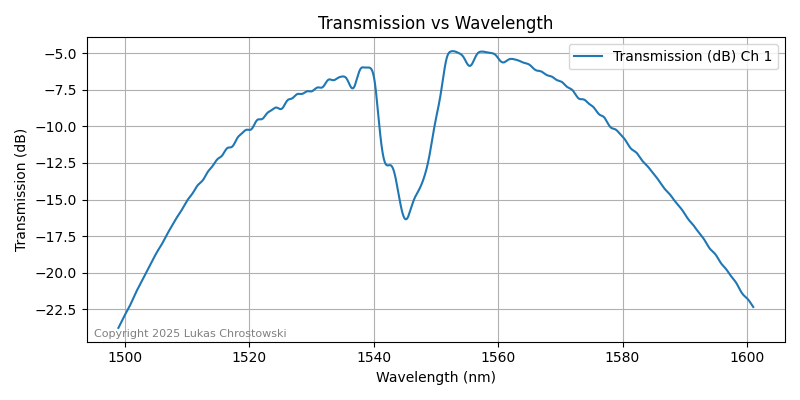 Transmission vs Wavelength
Transmission (dB) Ch 1
Transmission (dB)
−5.0
−7.5
−10.0
−12.5
−15.0
−17.5
−20.0
−22.5
Copyright 2025 Lukas Chrostowski
1500 1520 1540 1560 1580 1600
Wavelength (nm)